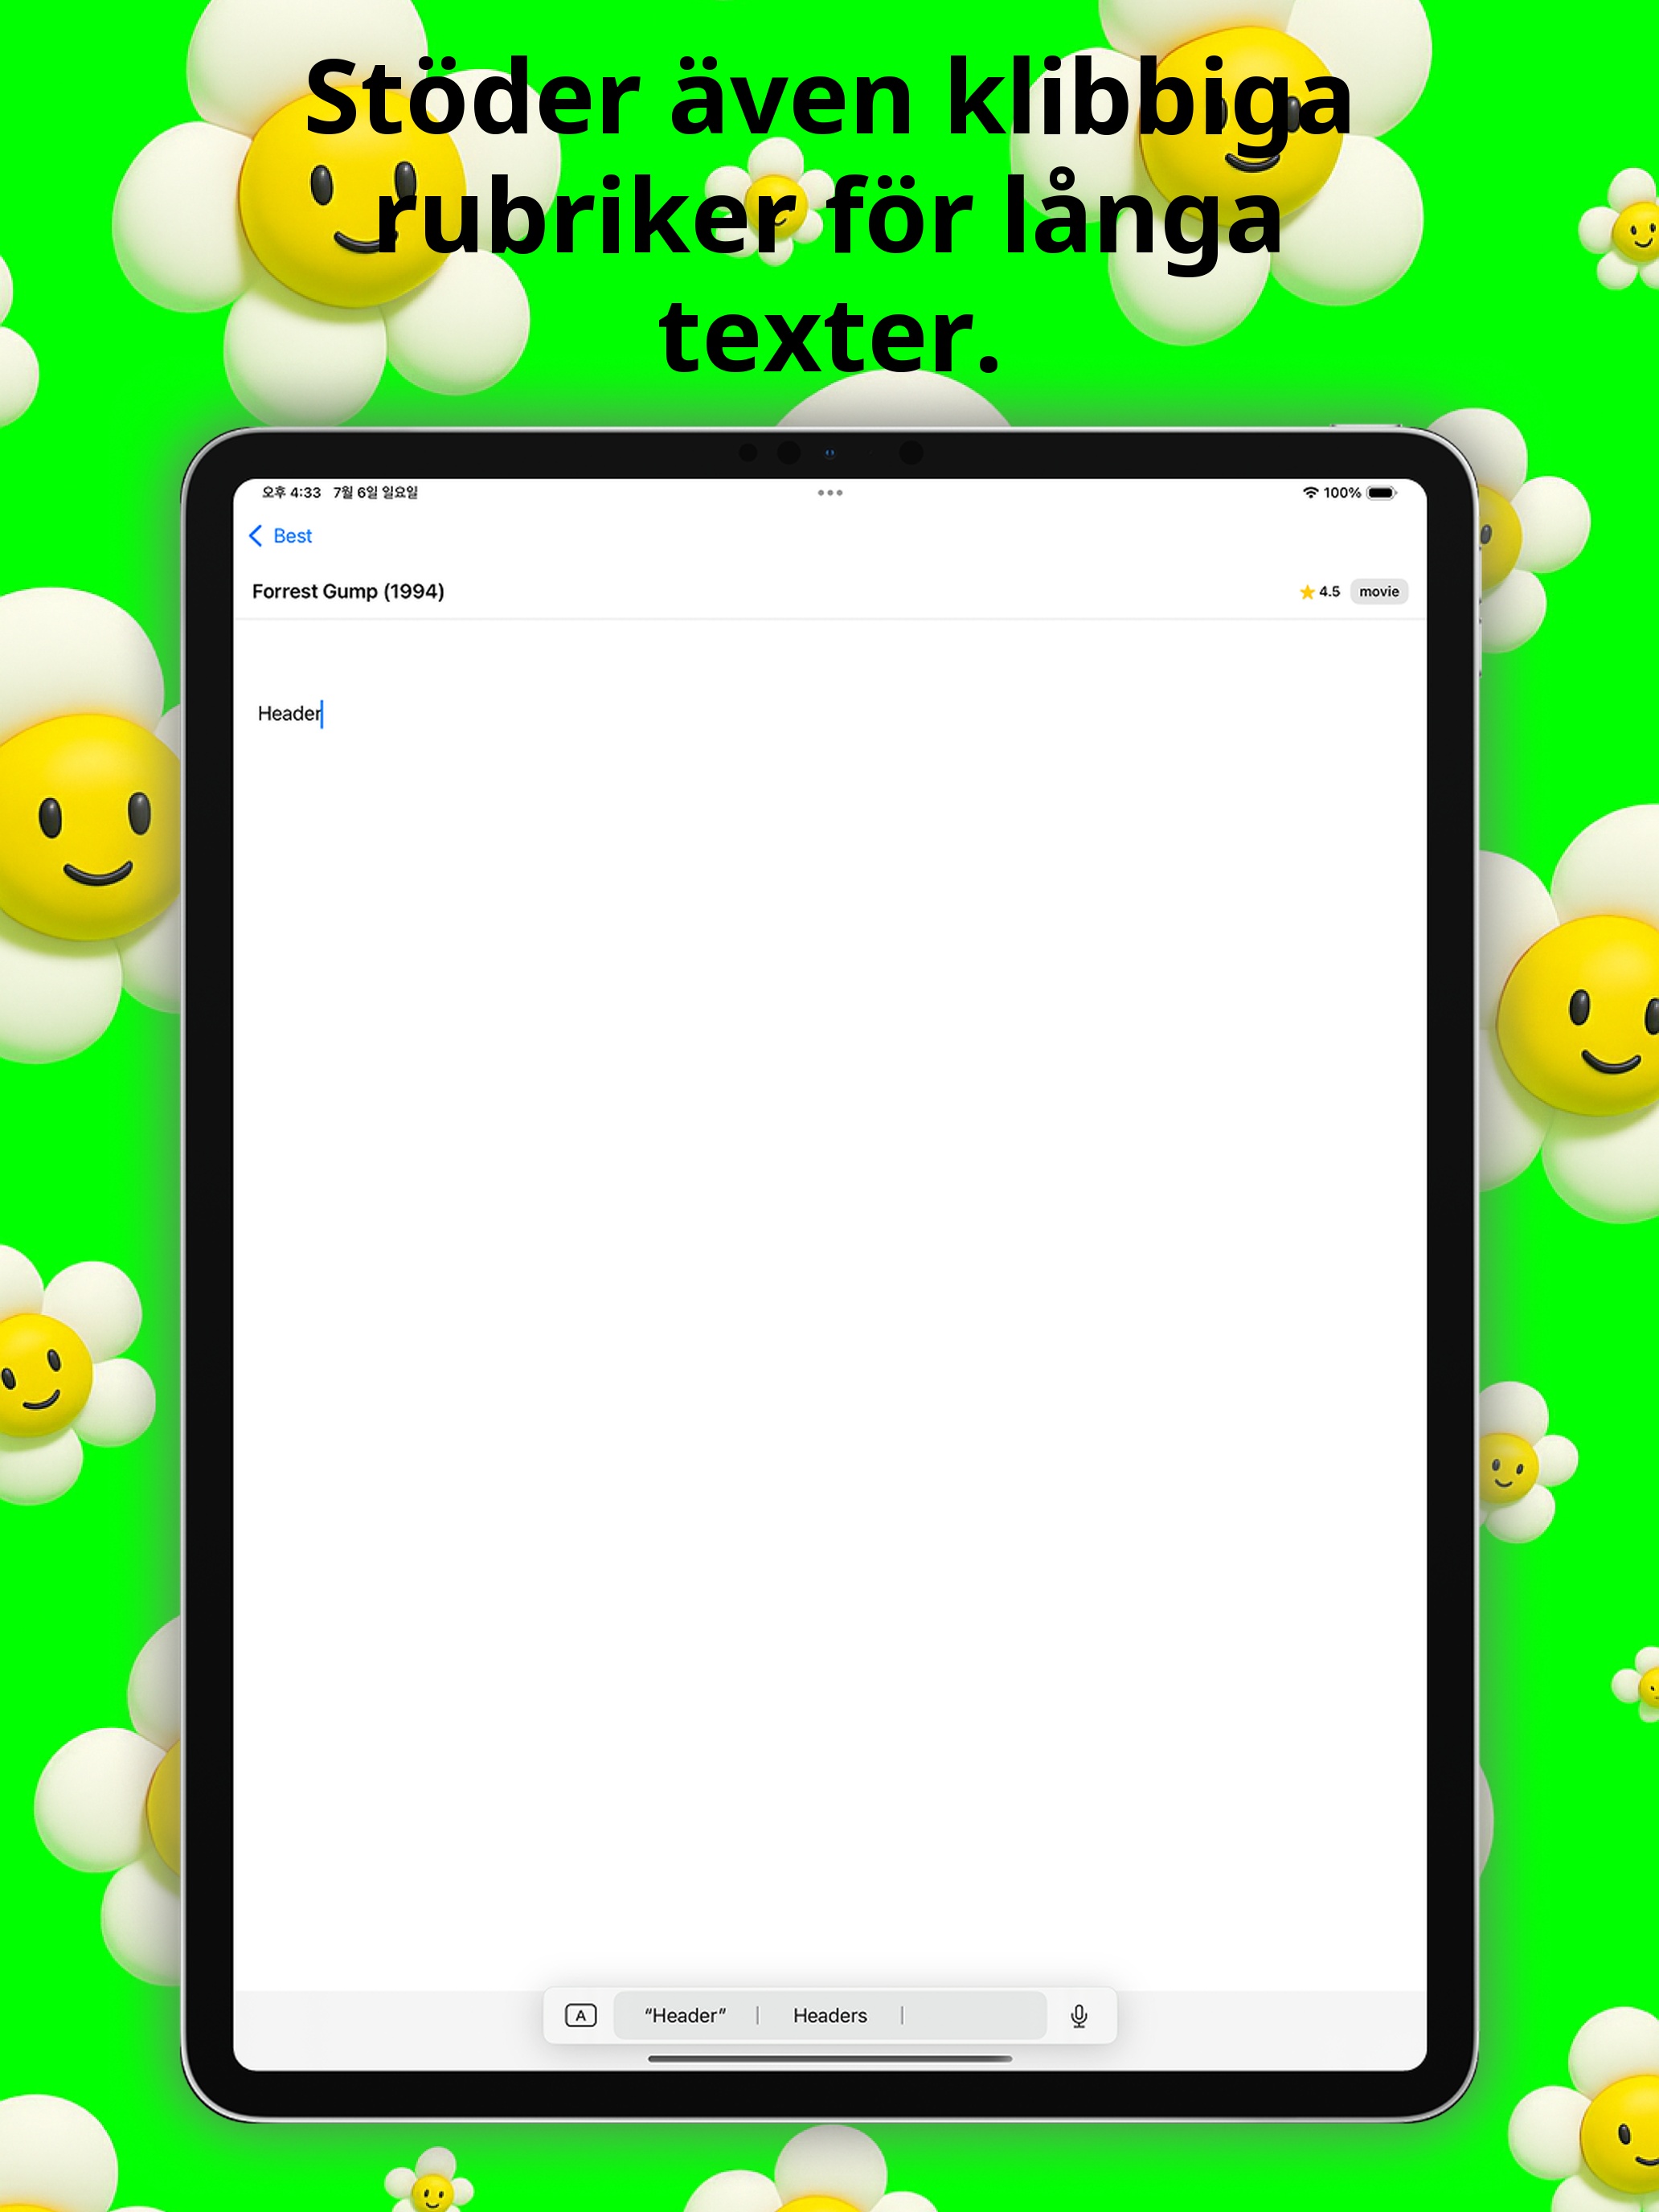 Stöder även klibbiga
rubriker för långa
texter.
오후 4:33 7월 6일 일요일
100%
Best
Forrest Gump (1994)
4.5 movie
Header
A "Header" Headers